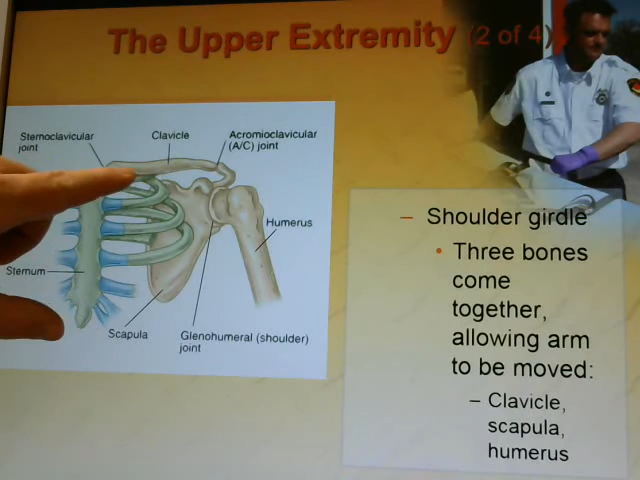 The Upper Extremity (2 of 4)
Sternoclavicular
joint
Clavicle
Acromioclavicular
(A/C) joint
Humerus
Sternum
Scapula
Glenohumeral (shoulder)
joint
– Shoulder girdle
• Three bones
come
together,
allowing arm
to be moved:
– Clavicle,
scapula,
humerus